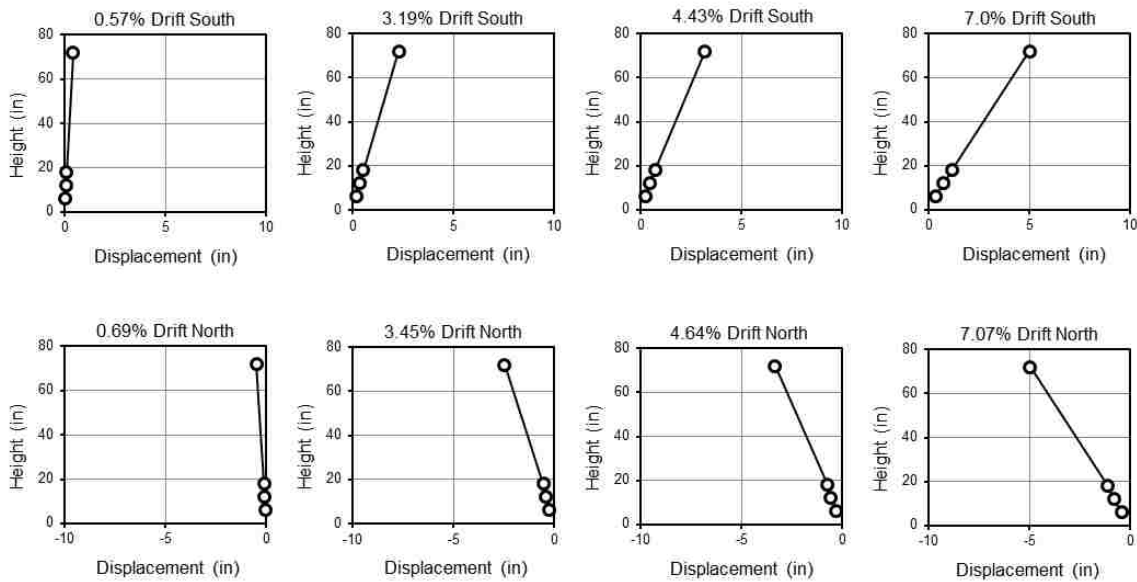 0.57% Drift South
80
60
40
20
0
Height (in)
0
5
10
Displacement (in)
3.19% Drift South
80
60
40
20
0
Height (in)
0
5
10
Displacement (in)
4.43% Drift South
80
60
40
20
0
Height (in)
0
5
10
Displacement (in)
7.0% Drift South
80
60
40
20
0
Height (in)
0
5
10
Displacement (in)
0.69% Drift North
80
60
40
20
0
Height (in)
-10
-5
0
Displacement (in)
3.45% Drift North
80
60
40
20
0
Height (in)
-10
-5
0
Displacement (in)
4.64% Drift North
80
60
40
20
0
Height (in)
-10
-5
0
Displacement (in)
7.07% Drift North
80
60
40
20
0
Height (in)
-10
-5
0
Displacement (in)